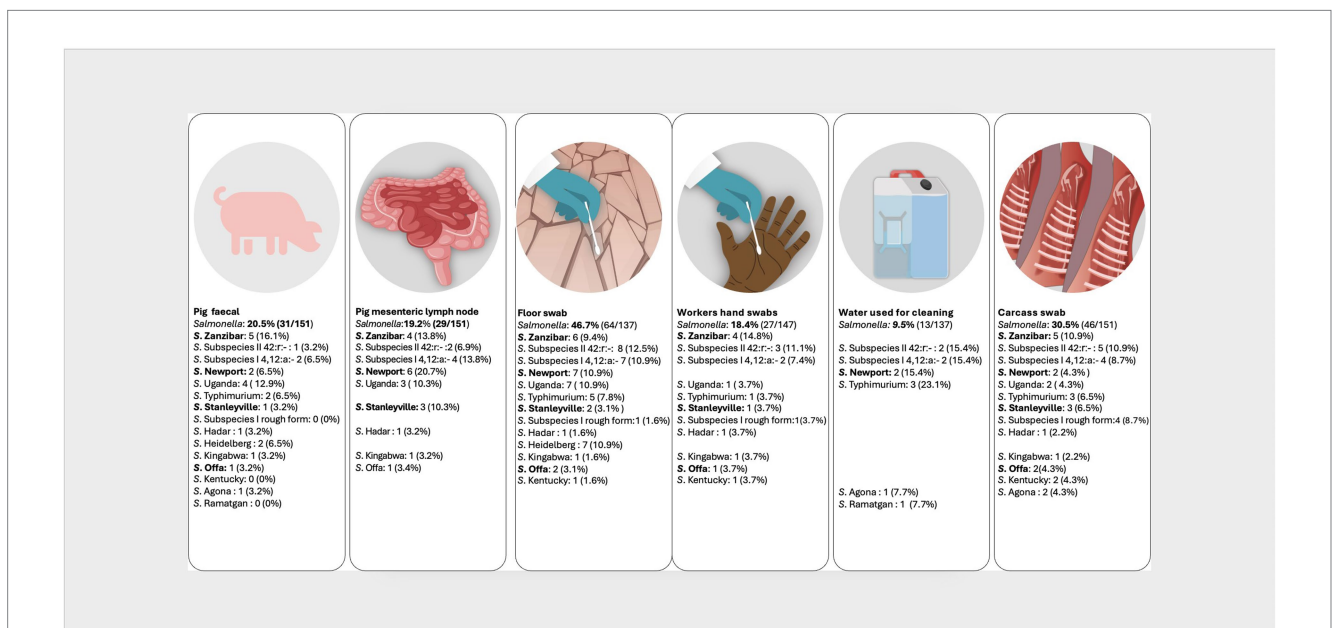 Pig faecal
Salmonella: 20.5% (31/151)
S. Zanzibar: 5 (16.1%)
S. Subspecies II 42:r:- : 1 (3.2%)
S. Subspecies I 4,12:a:- 2 (6.5%)
S. Newport: 2 (6.5%)
S. Uganda: 4 ( 12.9%)
S. Typhimurium: 2 (6.5%)
S. Stanleyville: 1 (3.2%)
S. Subspecies I rough form: 0 (0%)
S. Hadar : 1 (3.2%)
S. Heidelberg : 2 (6.5%)
S. Kingabwa: 1 (3.2%)
S. Offa: 1 (3.2%)
S. Kentucky: 0 (0%)
S. Agona : 1 (3.2%)
S. Ramatgan : 0 (0%)
Pig mesenteric lymph node
Salmonella:19.2% (29/151)
S. Zanzibar: 4 (13.8%)
S. Subspecies II 42:r:- :2 (6.9%)
S. Subspecies I 4,12:a:- 4 (13.8%)
S. Newport: 6 (20.7%)
S. Uganda: 3 ( 10.3%)
S. Stanleyville: 3 (10.3%)
S. Hadar : 1 (3.2%)
S. Kingabwa: 1 (3.2%)
S. Offa: 1 (3.4%)
Floor swab
Salmonella: 46.7% (64/137)
S. Zanzibar: 6 (9.4%)
S. Subspecies II 42:r:-: 8 (12.5%)
S. Subspecies I 4,12:a:- 7 (10.9%)
S. Newport: 7 (10.9%)
S. Uganda: 7 ( 10.9%)
S. Typhimurium: 5 (7.8%)
S. Stanleyville: 2 (3.1% )
S. Subspecies I rough form:1 (1.6%)
S. Hadar : 1 (1.6%)
S. Heidelberg : 7 (10.9%)
S. Kingabwa: 1 (1.6%)
S. Offa: 2 (3.1%)
S. Kentucky: 1 (1.6%)
Workers hand swabs
Salmonella: 18.4% (27/147)
S. Zanzibar: 4 (14.8%)
S. Subspecies II 42:r:-: 3 (11.1%)
S. Subspecies I 4,12:a:- 2 (7.4%)
S. Uganda: 1 ( 3.7%)
S. Typhimurium: 1 (3.7%)
S. Stanleyville: 1 (3.7%)
S. Subspecies I rough form:1(3.7%)
S. Hadar : 1 (3.7%)
S. Kingabwa: 1 (3.7%)
S. Offa: 1 (3.7%)
S. Kentucky: 1 (3.7%)
Water used for cleaning
Salmonella: 9.5% (13/137)
S. Subspecies II 42:r:- : 2 (15.4%)
S. Subspecies I 4,12:a:- 2 (15.4%)
S. Newport: 2 (15.4%)
S. Typhimurium: 3 (23.1%)
S. Agona : 1 (7.7%)
S. Ramatgan : 1 (7.7%)
Carcass swab
Salmonella: 30.5% (46/151)
S. Zanzibar: 5 (10.9%)
S. Subspecies II 42:r:- : 5 (10.9%)
S. Subspecies I 4,12:a:- 4 (8.7%)
S. Newport: 2 (4.3% )
S. Uganda: 2 ( 4.3%)
S. Typhimurium: 3 (6.5%)
S. Stanleyville: 3 (6.5%)
S. Subspecies I rough form:4 (8.7%)
S. Hadar : 1 (2.2%)
S. Kingabwa: 1 (2.2%)
S. Offa: 2(4.3%)
S. Kentucky: 2 (4.3%)
S. Agona : 2 (4.3%)